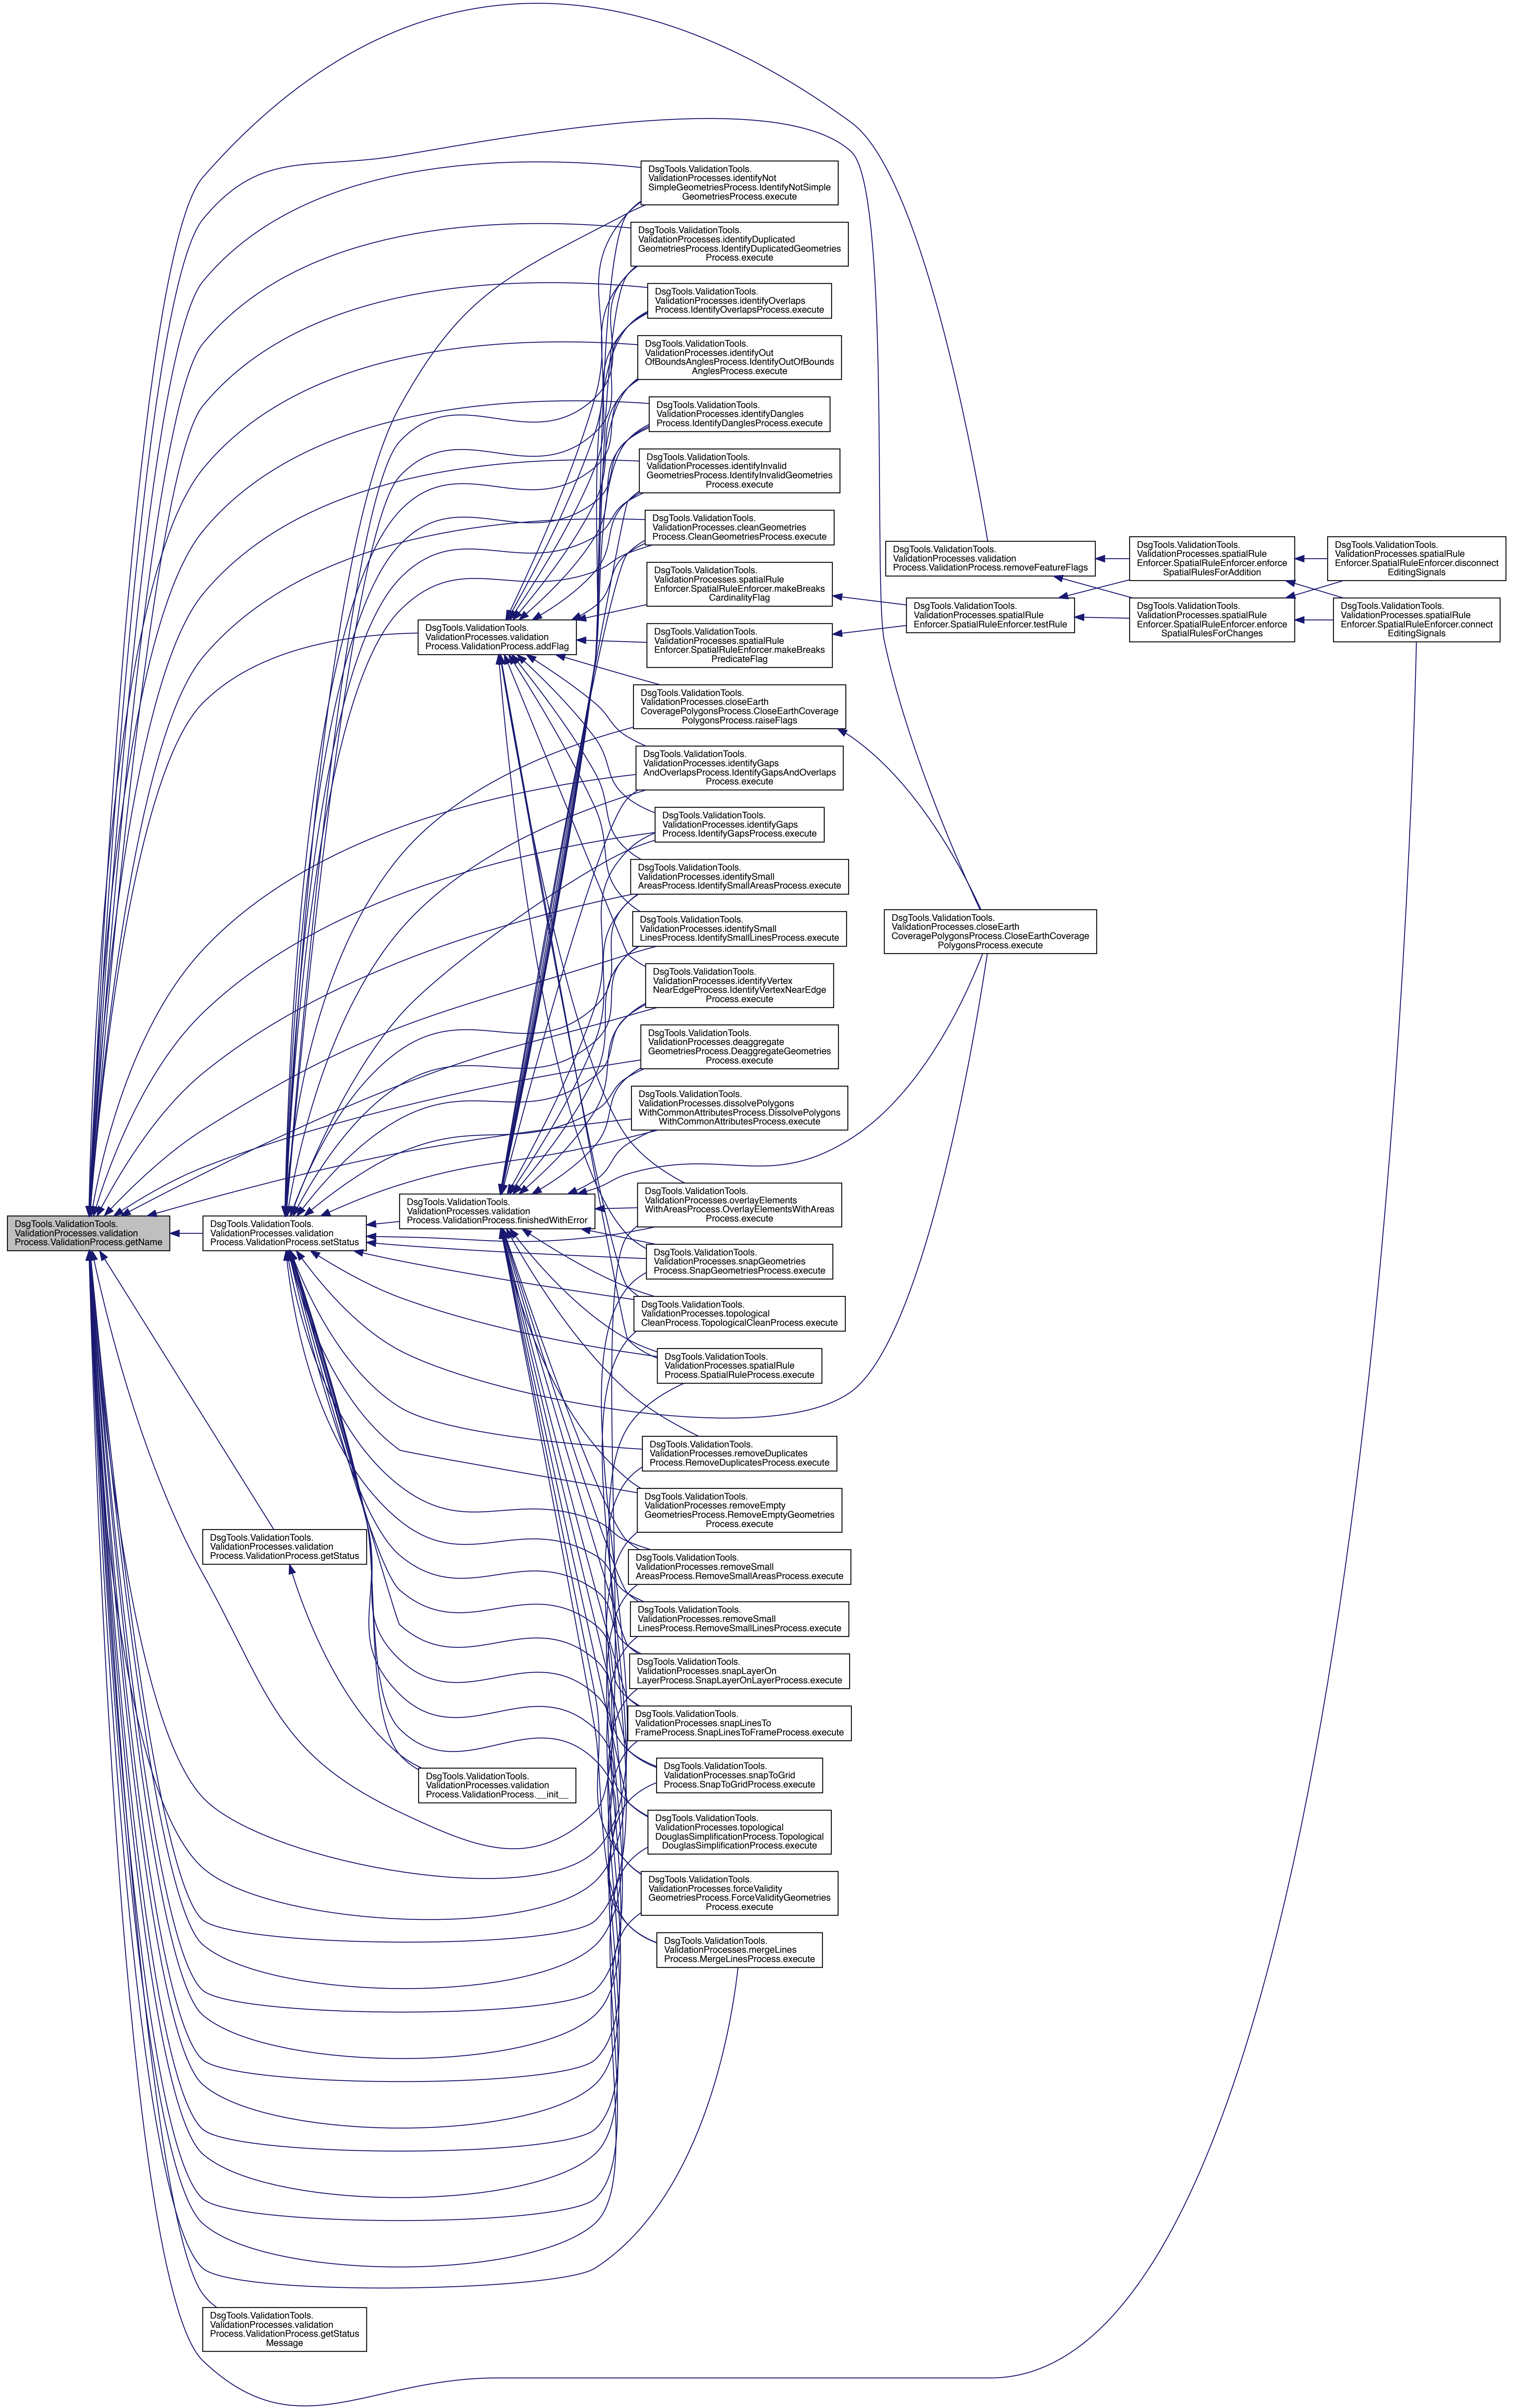 DsgTools.ValidationTools.
ValidationProcesses.validation
Process.ValidationProcess.getName
DsgTools.ValidationTools.
ValidationProcesses.validation
Process.ValidationProcess.setStatus
DsgTools.ValidationTools.
ValidationProcesses.validation
Process.ValidationProcess.getStatus
DsgTools.ValidationTools.
ValidationProcesses.validation
Process.ValidationProcess.getStatus
Message
DsgTools.ValidationTools.
ValidationProcesses.validation
Process.ValidationProcess.addFlag
DsgTools.ValidationTools.
ValidationProcesses.validation
Process.ValidationProcess.finishedWithError
DsgTools.ValidationTools.
ValidationProcesses.validation
Process.ValidationProcess.__init__
DsgTools.ValidationTools.
ValidationProcesses.identifyNot
SimpleGeometriesProcess.IdentifyNotSimple
GeometriesProcess.execute
DsgTools.ValidationTools.
ValidationProcesses.identifyDuplicated
GeometriesProcess.IdentifyDuplicatedGeometries
Process.execute
DsgTools.ValidationTools.
ValidationProcesses.identifyOverlaps
Process.IdentifyOverlapsProcess.execute
DsgTools.ValidationTools.
ValidationProcesses.identifyOut
OfBoundsAnglesProcess.IdentifyOutOfBounds
AnglesProcess.execute
DsgTools.ValidationTools.
ValidationProcesses.identifyDangles
Process.IdentifyDanglesProcess.execute
DsgTools.ValidationTools.
ValidationProcesses.identifyInvalid
GeometriesProcess.IdentifyInvalidGeometries
Process.execute
DsgTools.ValidationTools.
ValidationProcesses.cleanGeometries
Process.CleanGeometriesProcess.execute
DsgTools.ValidationTools.
ValidationProcesses.spatialRule
Enforcer.SpatialRuleEnforcer.makeBreaks
CardinalityFlag
DsgTools.ValidationTools.
ValidationProcesses.spatialRule
Enforcer.SpatialRuleEnforcer.makeBreaks
PredicateFlag
DsgTools.ValidationTools.
ValidationProcesses.closeEarth
CoveragePolygonsProcess.CloseEarthCoverage
PolygonsProcess.raiseFlags
DsgTools.ValidationTools.
ValidationProcesses.identifyGaps
AndOverlapsProcess.IdentifyGapsAndOverlaps
Process.execute
DsgTools.ValidationTools.
ValidationProcesses.identifyGaps
Process.IdentifyGapsProcess.execute
DsgTools.ValidationTools.
ValidationProcesses.identifySmall
AreasProcess.IdentifySmallAreasProcess.execute
DsgTools.ValidationTools.
ValidationProcesses.identifySmall
LinesProcess.IdentifySmallLinesProcess.execute
DsgTools.ValidationTools.
ValidationProcesses.identifyVertex
NearEdgeProcess.IdentifyVertexNearEdge
Process.execute
DsgTools.ValidationTools.
ValidationProcesses.deaggregate
GeometriesProcess.DeaggregateGeometries
Process.execute
DsgTools.ValidationTools.
ValidationProcesses.dissolvePolygons
WithCommonAttributesProcess.DissolvePolygons
WithCommonAttributesProcess.execute
DsgTools.ValidationTools.
ValidationProcesses.overlayElements
WithAreasProcess.OverlayElementsWithAreas
Process.execute
DsgTools.ValidationTools.
ValidationProcesses.snapGeometries
Process.SnapGeometriesProcess.execute
DsgTools.ValidationTools.
ValidationProcesses.topological
CleanProcess.TopologicalCleanProcess.execute
DsgTools.ValidationTools.
ValidationProcesses.spatialRule
Process.SpatialRuleProcess.execute
DsgTools.ValidationTools.
ValidationProcesses.removeDuplicates
Process.RemoveDuplicatesProcess.execute
DsgTools.ValidationTools.
ValidationProcesses.removeEmpty
GeometriesProcess.RemoveEmptyGeometries
Process.execute
DsgTools.ValidationTools.
ValidationProcesses.removeSmall
AreasProcess.RemoveSmallAreasProcess.execute
DsgTools.ValidationTools.
ValidationProcesses.removeSmall
LinesProcess.RemoveSmallLinesProcess.execute
DsgTools.ValidationTools.
ValidationProcesses.snapLayerOn
LayerProcess.SnapLayerOnLayerProcess.execute
DsgTools.ValidationTools.
ValidationProcesses.snapLinesTo
FrameProcess.SnapLinesToFrameProcess.execute
DsgTools.ValidationTools.
ValidationProcesses.snapToGrid
Process.SnapToGridProcess.execute
DsgTools.ValidationTools.
ValidationProcesses.topological
DouglasSimplificationProcess.Topological
DouglasSimplificationProcess.execute
DsgTools.ValidationTools.
ValidationProcesses.forceValidity
GeometriesProcess.ForceValidityGeometries
Process.execute
DsgTools.ValidationTools.
ValidationProcesses.mergeLines
Process.MergeLinesProcess.execute
DsgTools.ValidationTools.
ValidationProcesses.validation
Process.ValidationProcess.removeFeatureFlags
DsgTools.ValidationTools.
ValidationProcesses.spatialRule
Enforcer.SpatialRuleEnforcer.testRule
DsgTools.ValidationTools.
ValidationProcesses.closeEarth
CoveragePolygonsProcess.CloseEarthCoverage
PolygonsProcess.execute
DsgTools.ValidationTools.
ValidationProcesses.spatialRule
Enforcer.SpatialRuleEnforcer.enforce
SpatialRulesForAddition
DsgTools.ValidationTools.
ValidationProcesses.spatialRule
Enforcer.SpatialRuleEnforcer.enforce
SpatialRulesForChanges
DsgTools.ValidationTools.
ValidationProcesses.spatialRule
Enforcer.SpatialRuleEnforcer.disconnect
EditingSignals
DsgTools.ValidationTools.
ValidationProcesses.spatialRule
Enforcer.SpatialRuleEnforcer.connect
EditingSignals